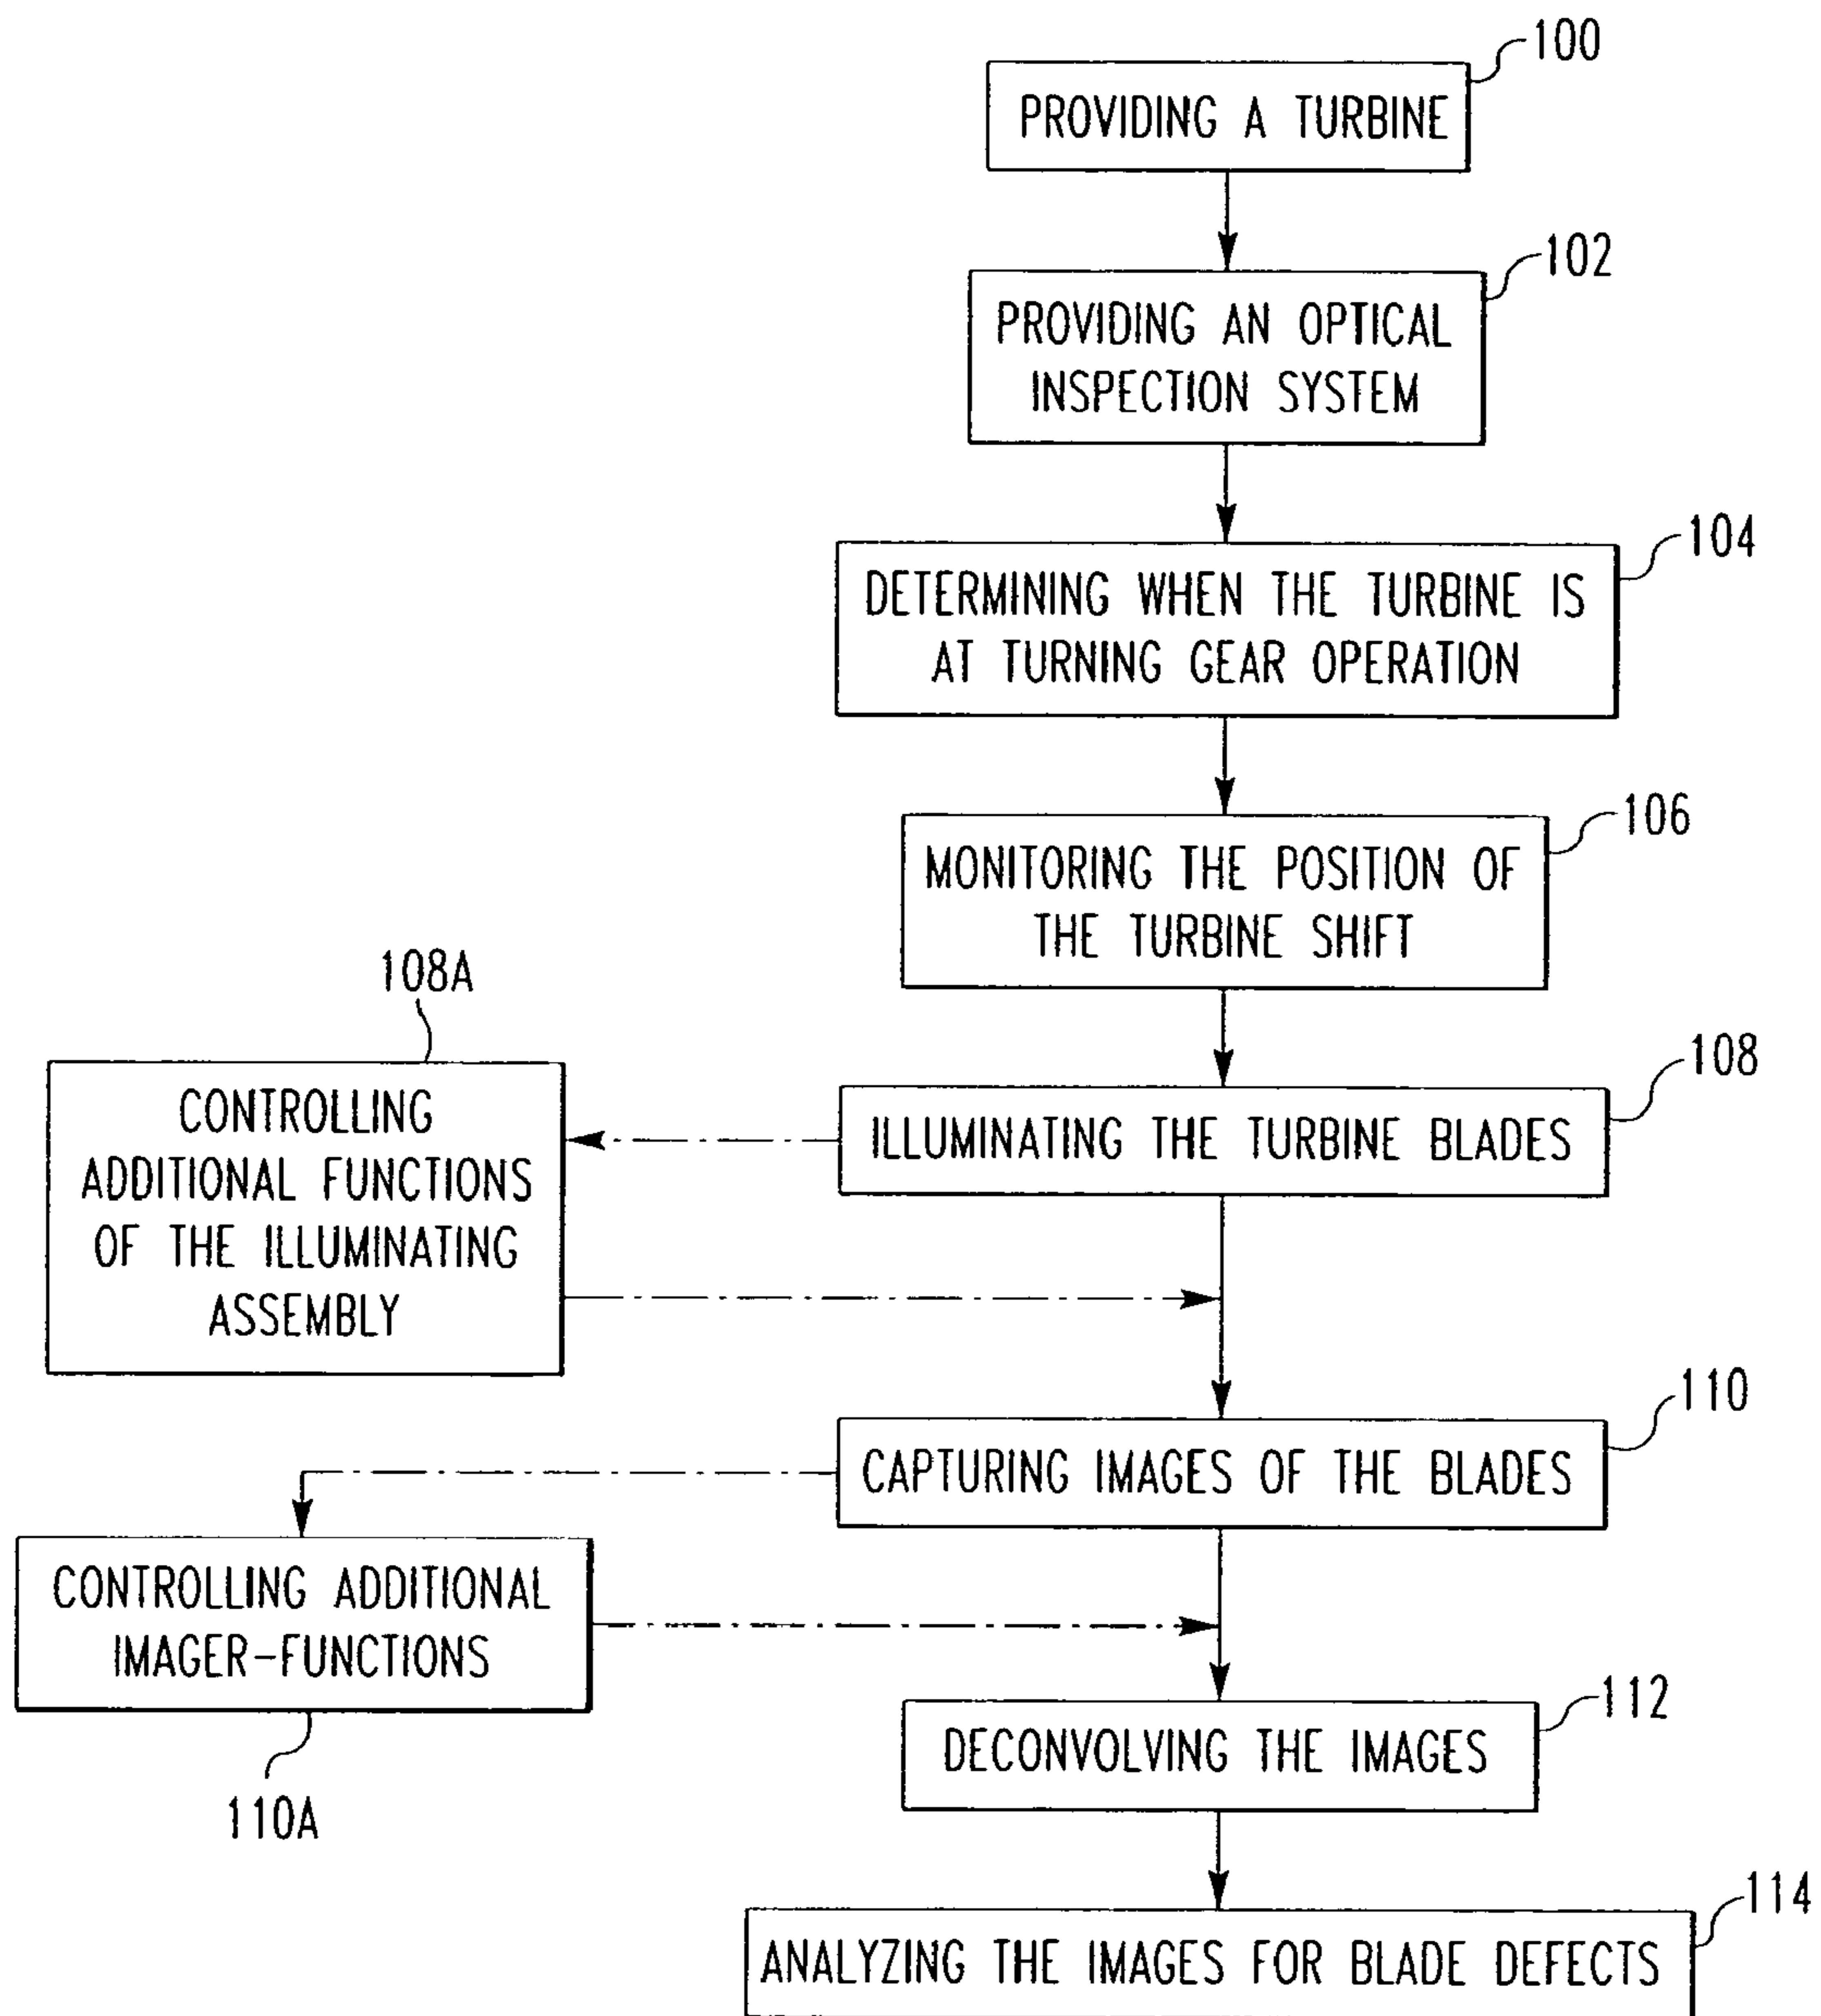 100
PROVIDING A TURBINE
102
PROVIDING AN OPTICAL
INSPECTION SYSTEM
104
DETERMINING WHEN THE TURBINE IS
AT TURNING GEAR OPERATION
106
MONITORING THE POSITION OF
THE TURBINE SHIFT
108A
CONTROLLING
ADDITIONAL FUNCTIONS
OF THE ILLUMINATING
ASSEMBLY
108
ILLUMINATING THE TURBINE BLADES
110
CAPTURING IMAGES OF THE BLADES
CONTROLLING ADDITIONAL
IMAGER-FUNCTIONS
110A
112
DECONVOLVING THE IMAGES
114
ANALYZING THE IMAGES FOR BLADE DEFECTS